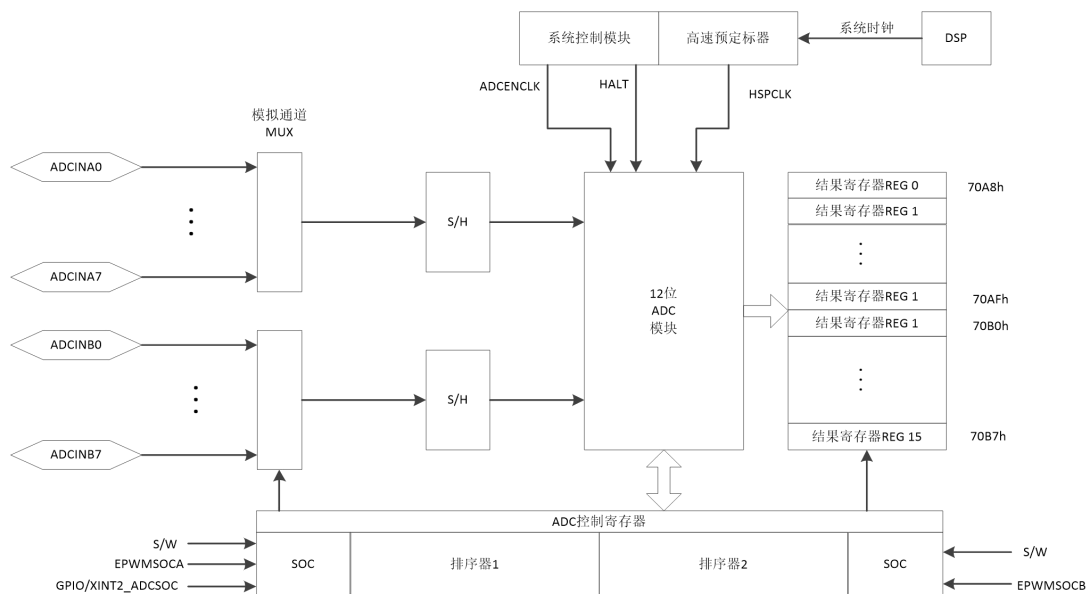 系统控制模块
高速预定标器
系统时钟
DSP
ADCENCLK
HALT
HSPCLK
模拟通道
MUX
ADCINA0
ADCINA7
ADCINB0
ADCINB7
S/H
S/H
12位
ADC
模块
结果寄存器REG 0
70A8h
结果寄存器REG 1
结果寄存器REG 1
70AFh
结果寄存器REG 1
70B0h
结果寄存器REG 15
70B7h
ADC控制寄存器
S/W
EPWMSOCA
GPIO/XINT2_ADCSOC
SOC
排序器1
排序器2
SOC
S/W
EPWMSOCB